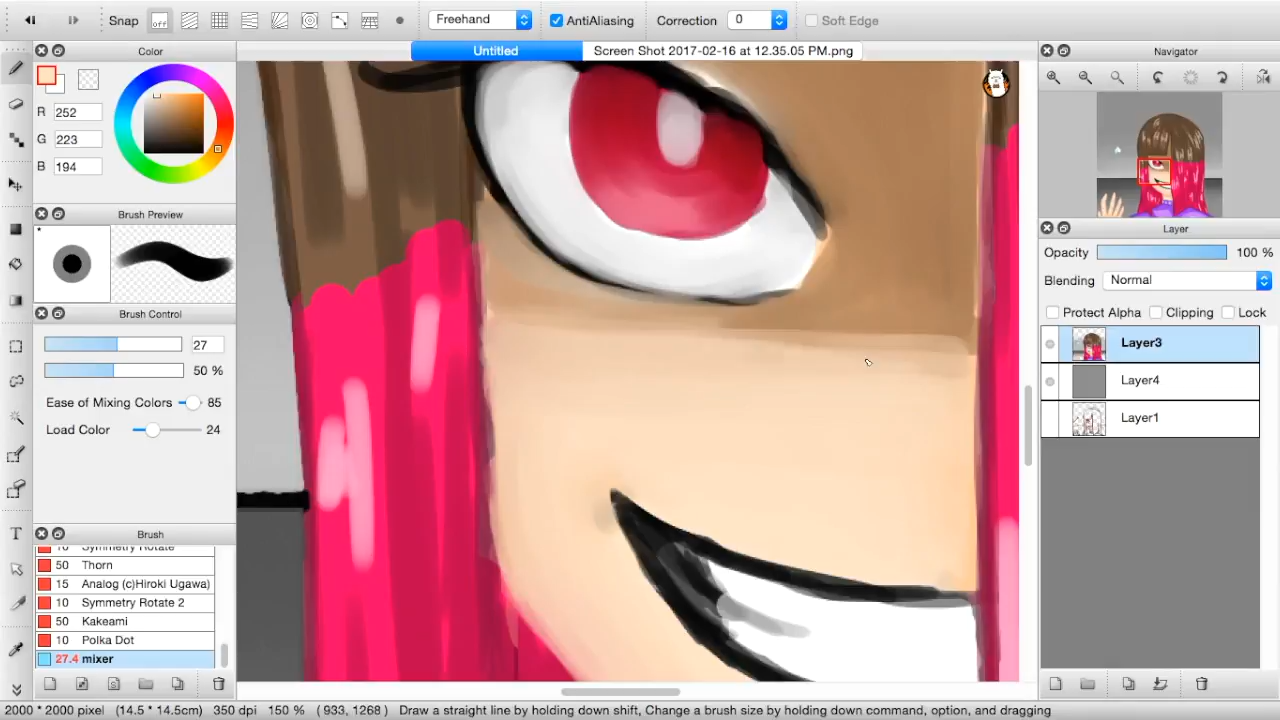 Snap off Freehand AntiAliasing Correction 0 Soft Edge
Color Untitled Screen Shot 2017-02-16 at 12.35.05 PM.png Navigator
R 252
G 223
B 194
Brush Preview
*
Layer
Opacity 100 %
Blending Normal
Protect Alpha Clipping Lock
Layer3
Layer4
Layer1
Brush Control
27
50 %
Ease of Mixing Colors 85
Load Color 24
Brush
10 Symmetry Rotate
50 Thorn
15 Analog (c)Hiroki Ugawa)
10 Symmetry Rotate 2
50 Kakeami
10 Polka Dot
27.4 mixer
T
2000 * 2000 pixel (14.5 * 14.5cm) 350 dpi 150 % ( 933, 1268 ) Draw a straight line by holding down shift, Change a brush size by holding down command, option, and dragging